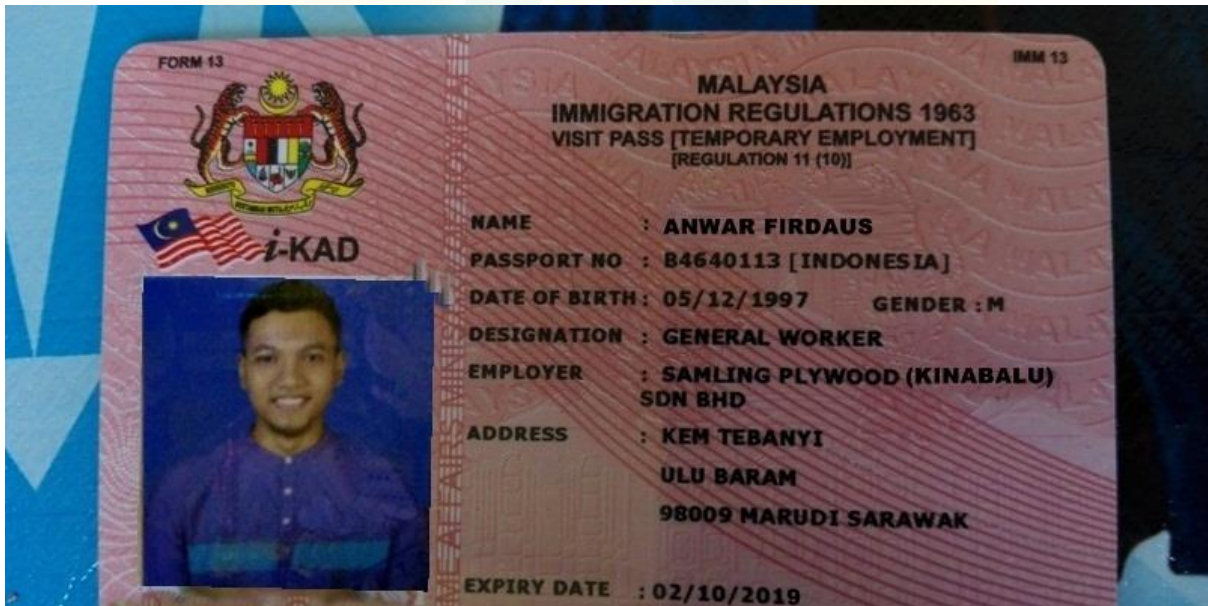 FORM 13
IMM 13
MALAYSIA
IMMIGRATION REGULATIONS 1963
VISIT PASS [TEMPORARY EMPLOYMENT]
[REGULATION 11 (10)]
i-KAD
NAME : ANWAR FIRDAUS
PASSPORT NO : B4640113 [INDONESIA]
DATE OF BIRTH : 05/12/1997 GENDER : M
DESIGNATION : GENERAL WORKER
EMPLOYER : SAMLING PLYWOOD (KINABALU)
SDN BHD
ADDRESS : KEM TEBANYI
ULU BARAM
98009 MARUDI SARAWAK
EXPIRY DATE : 02/10/2019